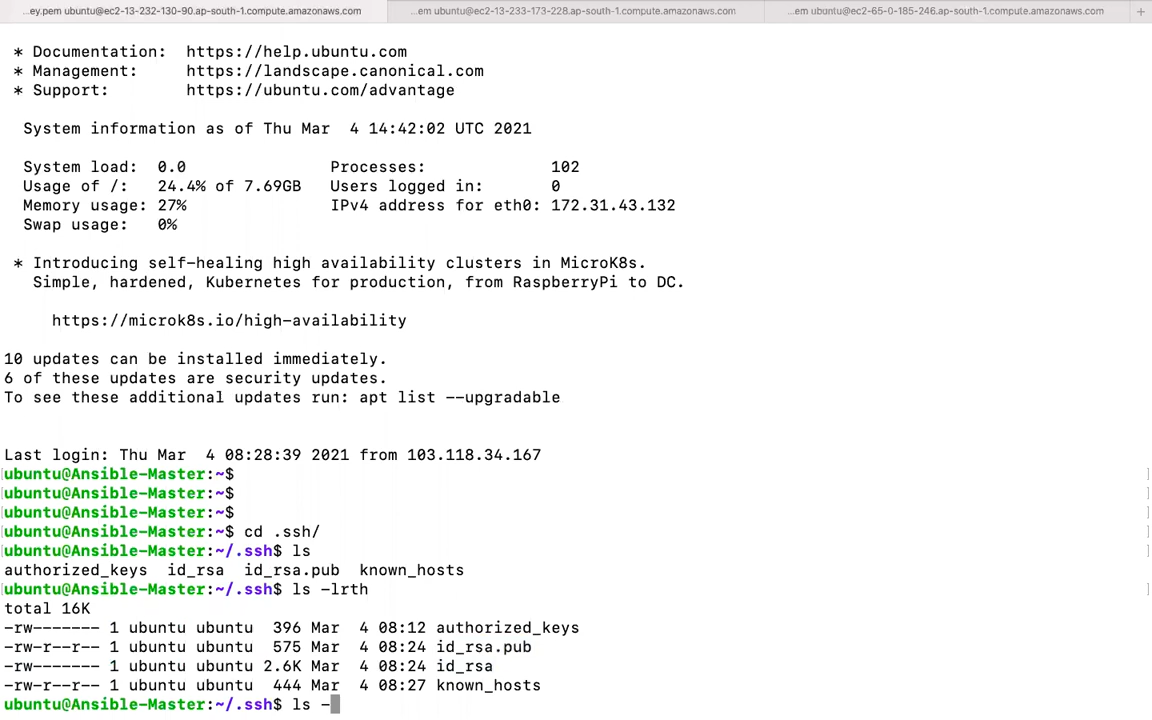 ...ey.pem ubuntu@ec2-13-232-130-90.ap-south-1.compute.amazonaws.com ...em ubuntu@ec2-13-233-173-228.ap-south-1.compute.amazonaws.com ...em ubuntu@ec2-65-0-185-246.ap-south-1.compute.amazonaws.com +
* Documentation: https://help.ubuntu.com
* Management: https://landscape.canonical.com
* Support: https://ubuntu.com/advantage
System information as of Thu Mar 4 14:42:02 UTC 2021
System load: 0.0 Processes: 102
Usage of /: 24.4% of 7.69GB Users logged in: 0
Memory usage: 27% IPv4 address for eth0: 172.31.43.132
Swap usage: 0%
* Introducing self-healing high availability clusters in MicroK8s.
Simple, hardened, Kubernetes for production, from RaspberryPi to DC.
https://microk8s.io/high-availability
10 updates can be installed immediately.
6 of these updates are security updates.
To see these additional updates run: apt list --upgradable
Last login: Thu Mar 4 08:28:39 2021 from 103.118.34.167
ubuntu@Ansible-Master:~$
ubuntu@Ansible-Master:~$
ubuntu@Ansible-Master:~$
ubuntu@Ansible-Master:~$ cd .ssh/
ubuntu@Ansible-Master:~/.ssh$ ls
authorized_keys id_rsa id_rsa.pub known_hosts
ubuntu@Ansible-Master:~/.ssh$ ls -lrth
total 16K
-rw------- 1 ubuntu ubuntu 396 Mar 4 08:12 authorized_keys
-rw-r--r-- 1 ubuntu ubuntu 575 Mar 4 08:24 id_rsa.pub
-rw------- 1 ubuntu ubuntu 2.6K Mar 4 08:24 id_rsa
-rw-r--r-- 1 ubuntu ubuntu 444 Mar 4 08:27 known_hosts
ubuntu@Ansible-Master:~/.ssh$ ls -